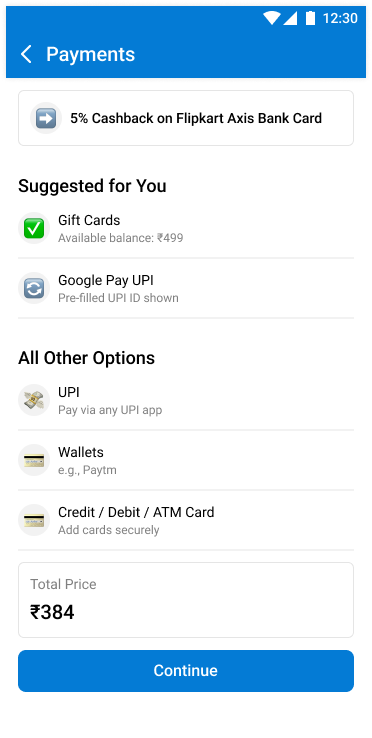 12:30
Payments
5% Cashback on Flipkart Axis Bank Card
Suggested for You
Gift Cards
Available balance: ₹499
Google Pay UPI
Pre-filled UPI ID shown
All Other Options
UPI
Pay via any UPI app
Wallets
e.g., Paytm
Credit / Debit / ATM Card
Add cards securely
Total Price
₹384
Continue